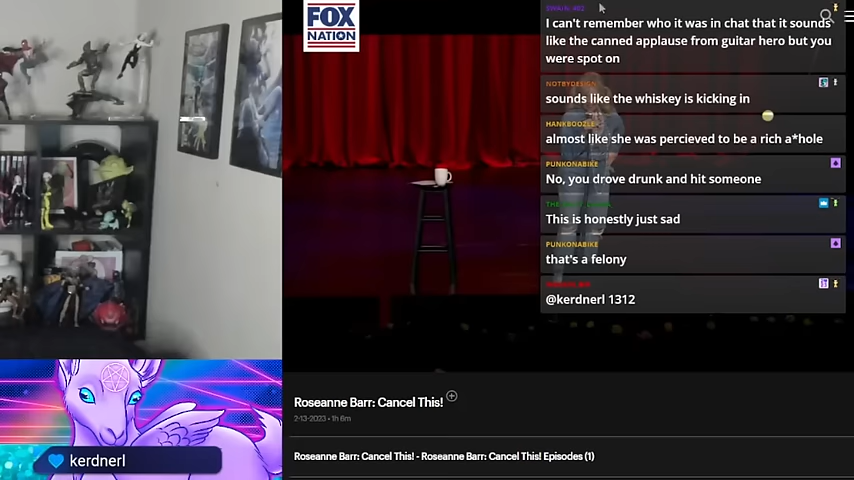 FOX
NATION
I can't remember who it was in chat that it sounds
like the canned applause from guitar hero but you
were spot on
NOTBYDESIGN
sounds like the whiskey is kicking in
HANKBOOZLE
almost like she was percieved to be a rich a*hole
PUNKONABIKE
No, you drove drunk and hit someone
This is honestly just sad
PUNKONABIKE
that's a felony
@kerdnerl 1312
Roseanne Barr: Cancel This!
2-13-2023 • 1h 6m
Roseanne Barr: Cancel This! - Roseanne Barr: Cancel This! Episodes (1)
kerdnerl